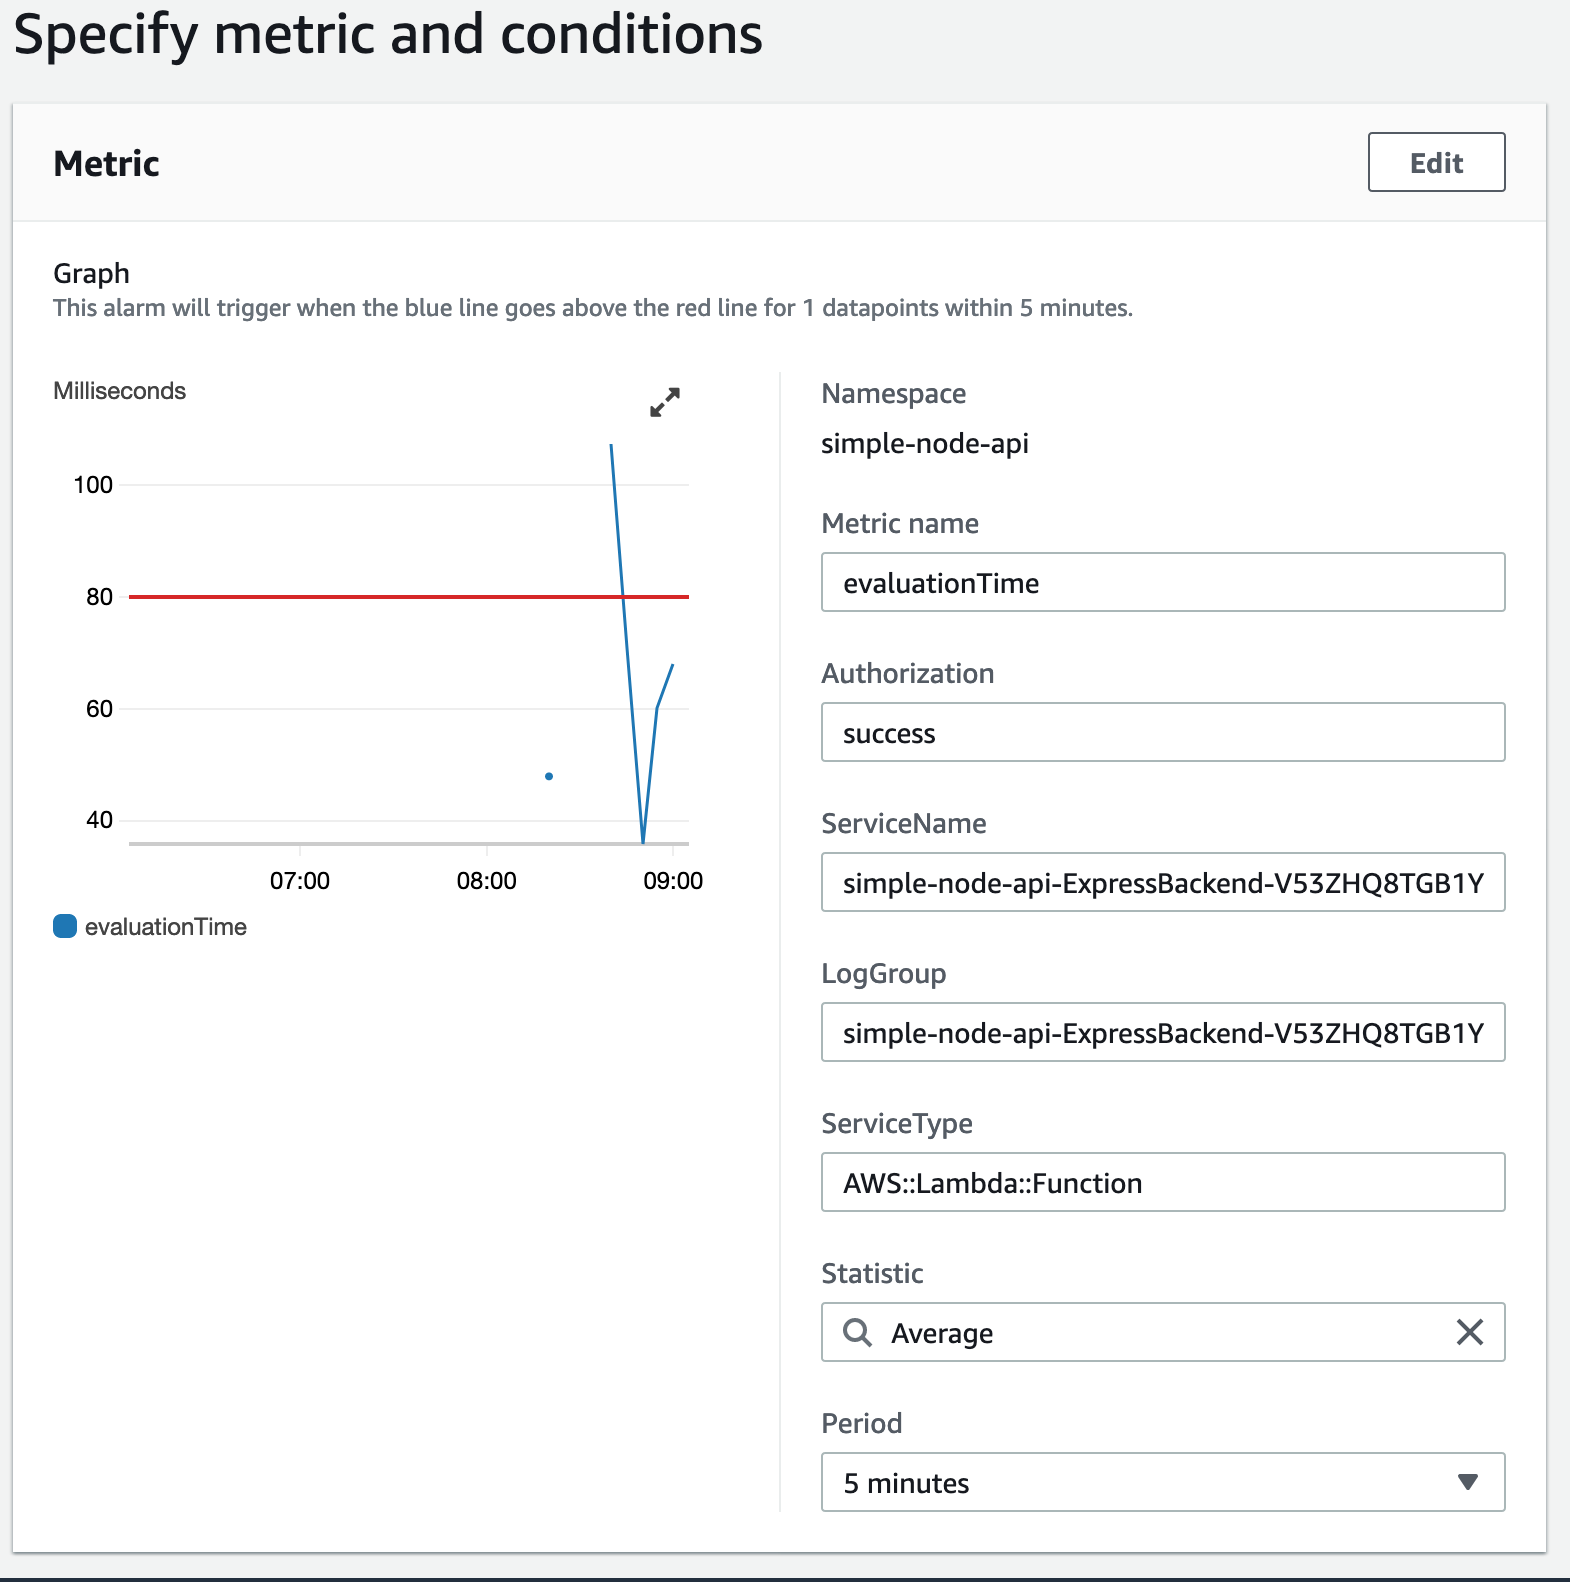 Specify metric and conditions
Metric
Edit
Graph
This alarm will trigger when the blue line goes above the red line for 1 datapoints within 5 minutes.
Milliseconds
100
80
60
40
07:00 08:00 09:00
evaluationTime
Namespace
simple-node-api
Metric name
evaluationTime
Authorization
success
ServiceName
simple-node-api-ExpressBackend-V53ZHQ8TGB1Y
LogGroup
simple-node-api-ExpressBackend-V53ZHQ8TGB1Y
ServiceType
AWS::Lambda::Function
Statistic
Average
Period
5 minutes